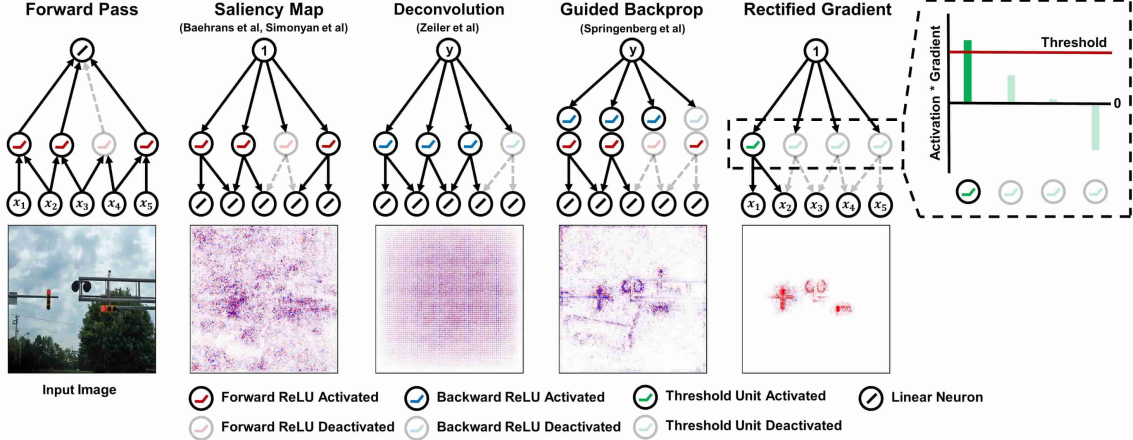 Forward Pass
Saliency Map
(Baehrans et al, Simonyan et al)
Deconvolution
(Zeiler et al)
Guided Backprop
(Springenberg et al)
Rectified Gradient
1
y
y
1
Activation * Gradient
Threshold
0
x₁ x₂ x₃ x₄ x₅
x₁ x₂ x₃ x₄ x₅
Input Image
Forward ReLU Activated
Backward ReLU Activated
Threshold Unit Activated
Linear Neuron
Forward ReLU Deactivated
Backward ReLU Deactivated
Threshold Unit Deactivated